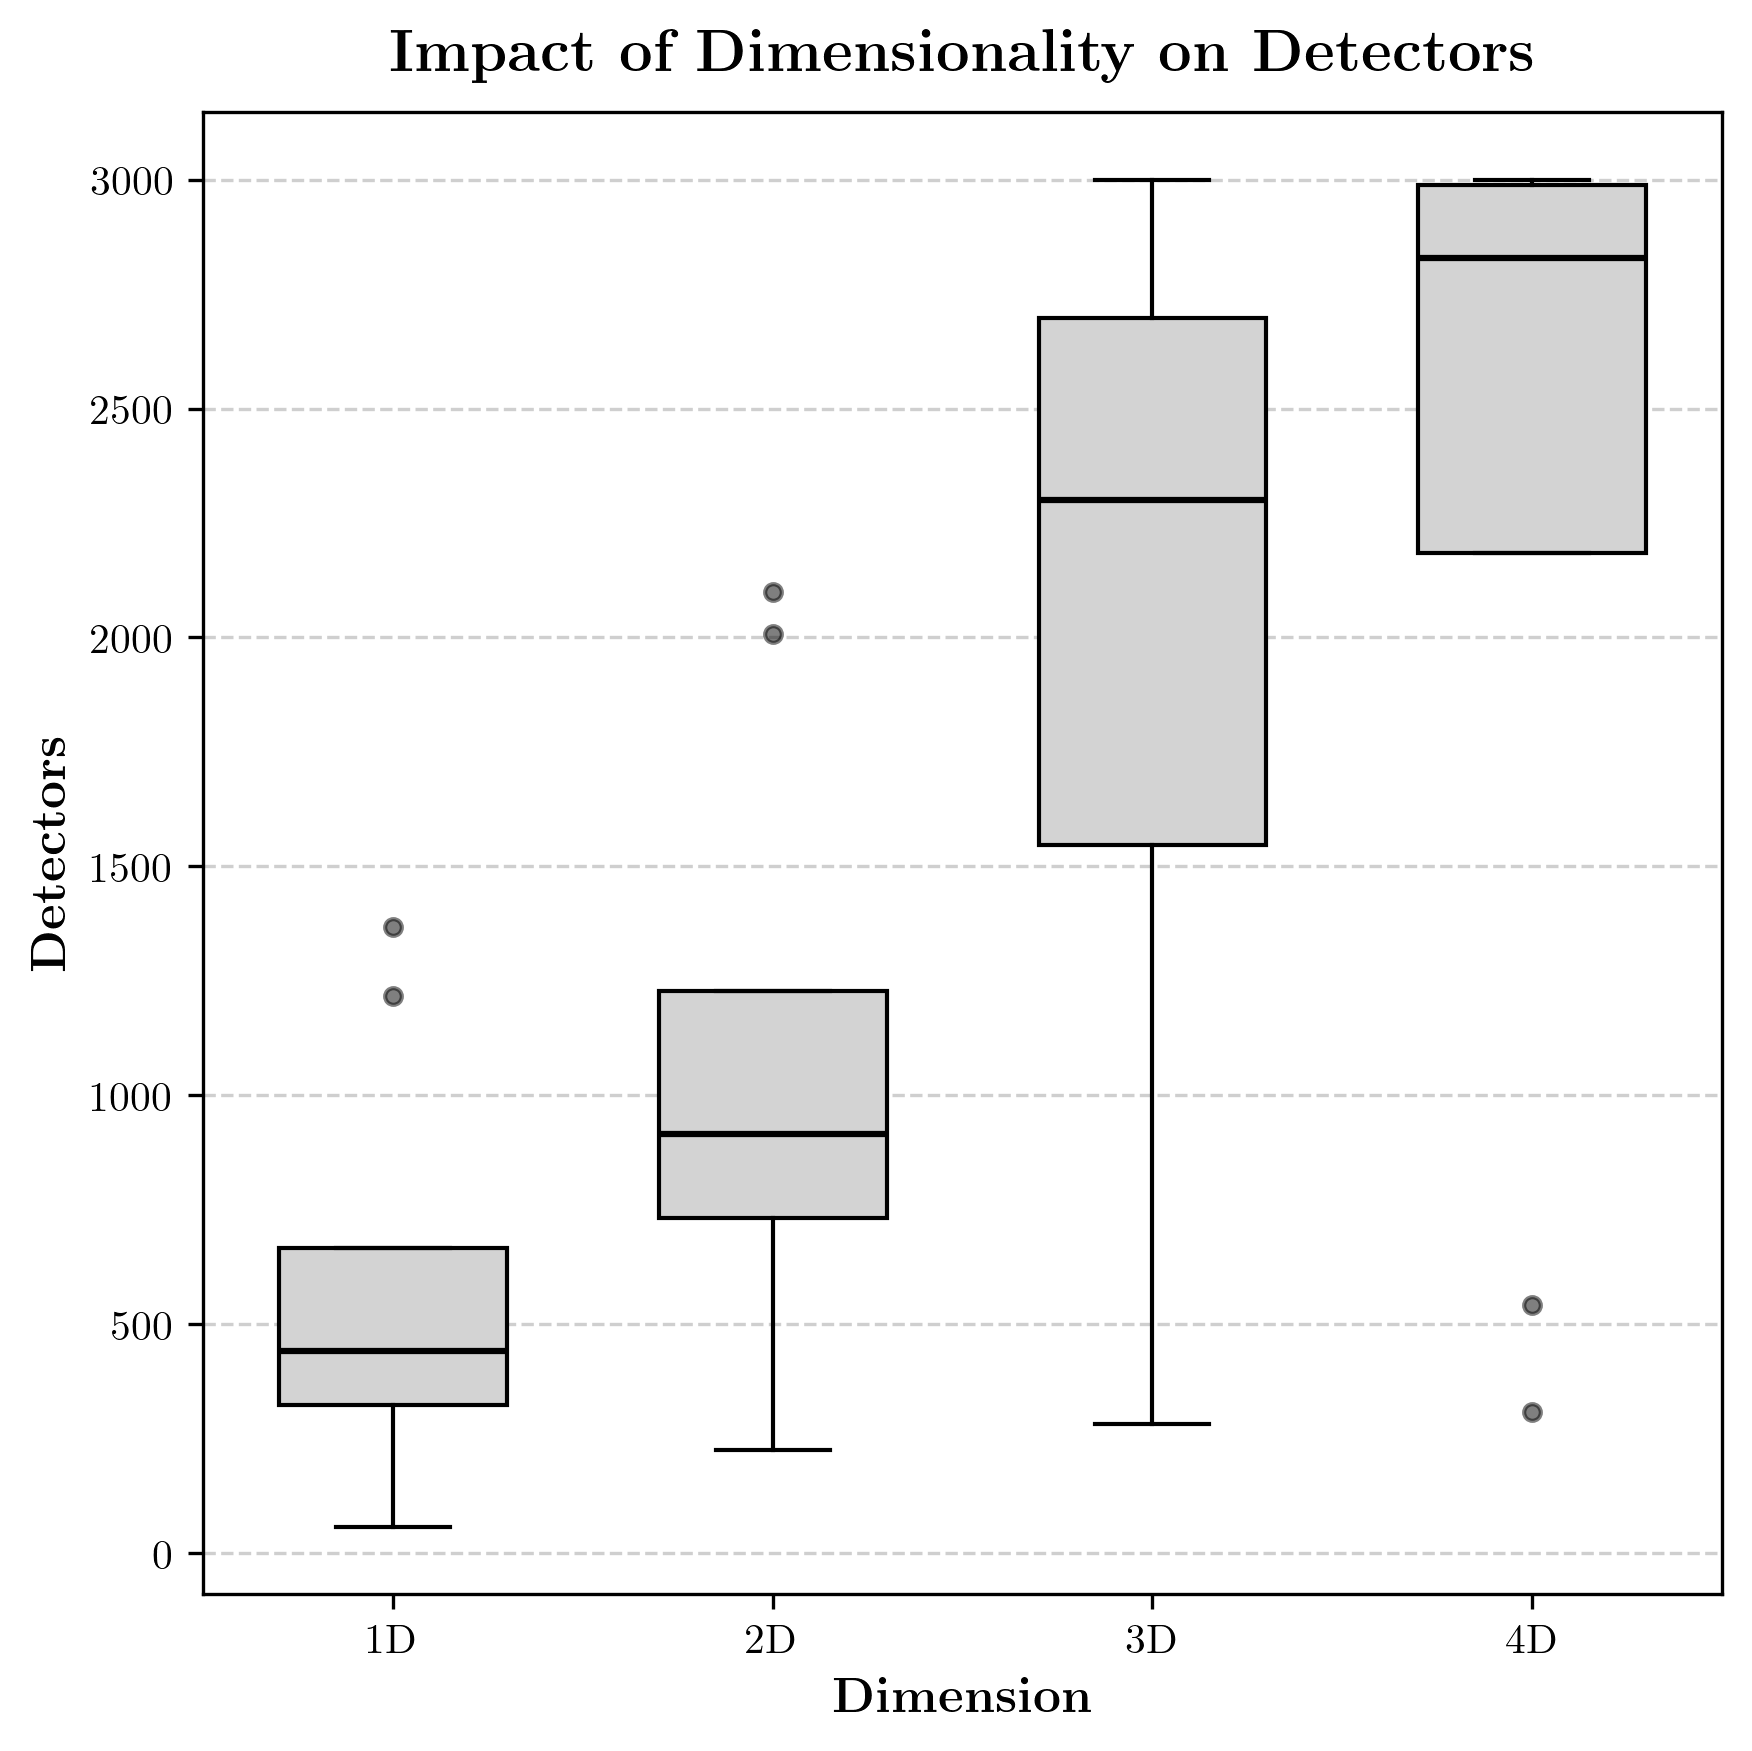 Impact of Dimensionality on Detectors
3000
2500
2000
1500
1000
500
0
Detectors
1D 2D 3D 4D
Dimension